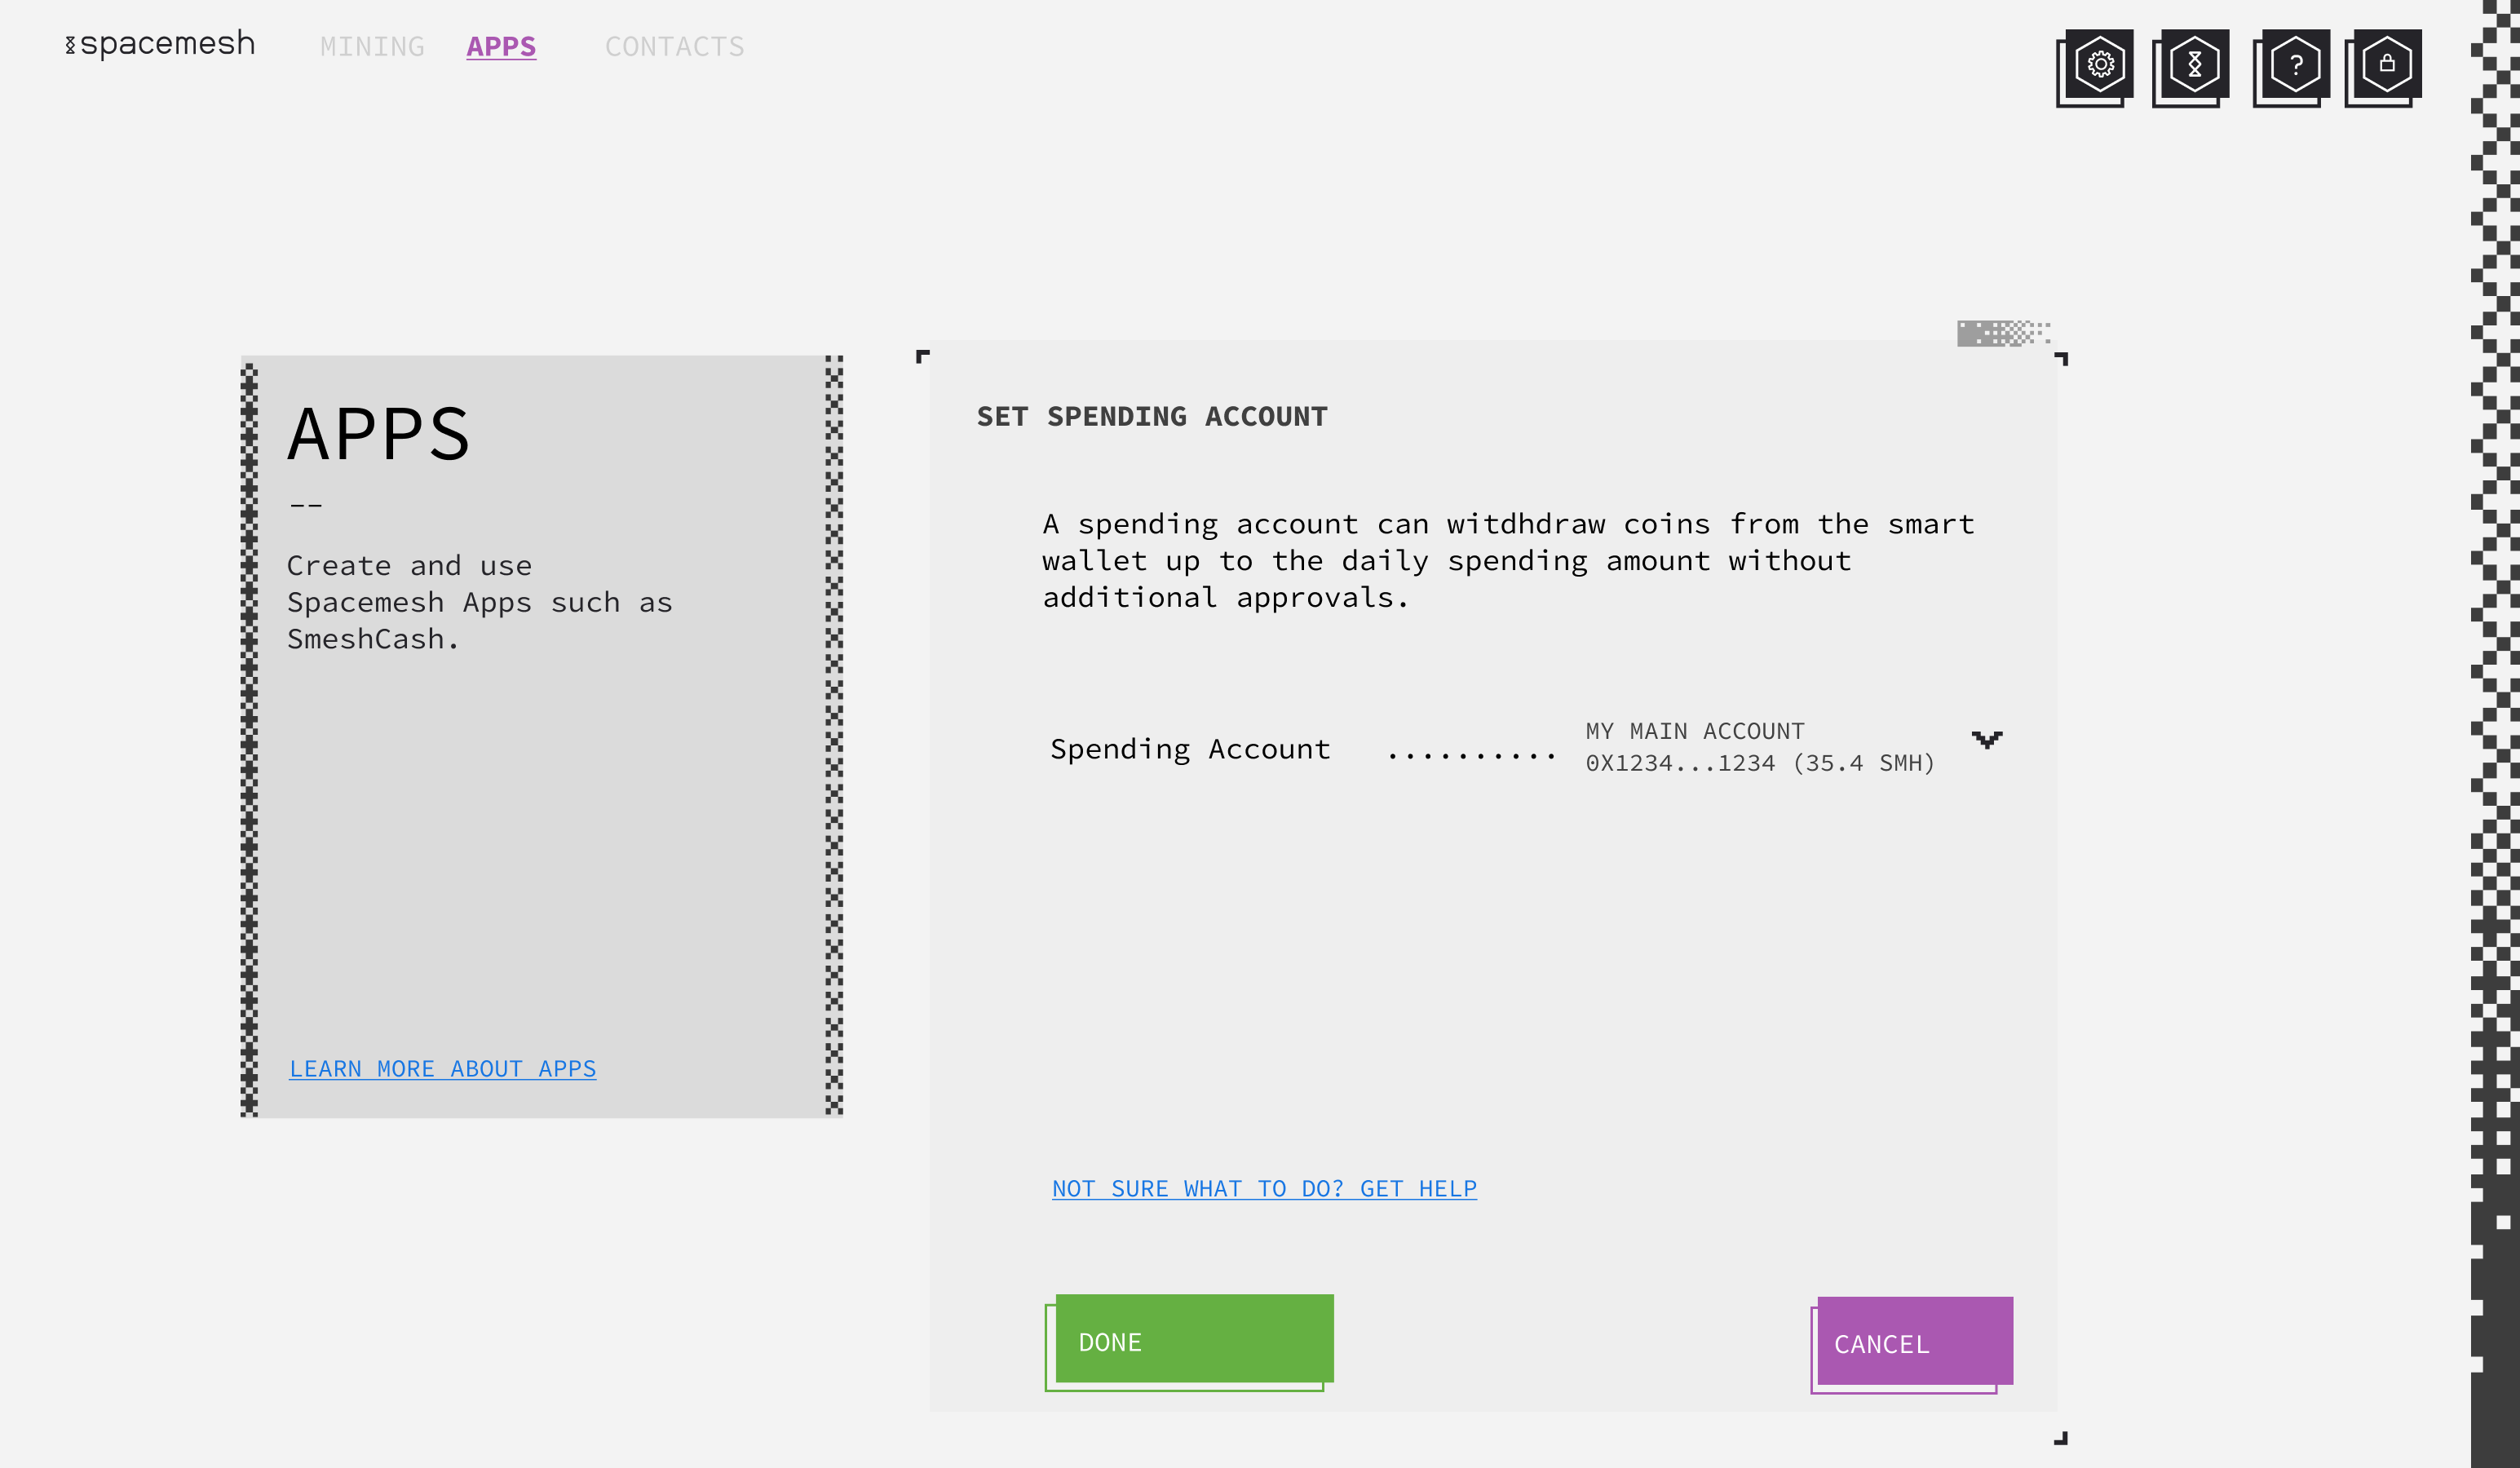 spacemesh
MINING
APPS
CONTACTS
?
APPS
––
Create and use
Spacemesh Apps such as
SmeshCash.
LEARN MORE ABOUT APPS
SET SPENDING ACCOUNT
A spending account can witdhdraw coins from the smart
wallet up to the daily spending amount without
additional approvals.
Spending Account ..........
MY MAIN ACCOUNT
0X1234...1234 (35.4 SMH)
NOT SURE WHAT TO DO? GET HELP
DONE
CANCEL